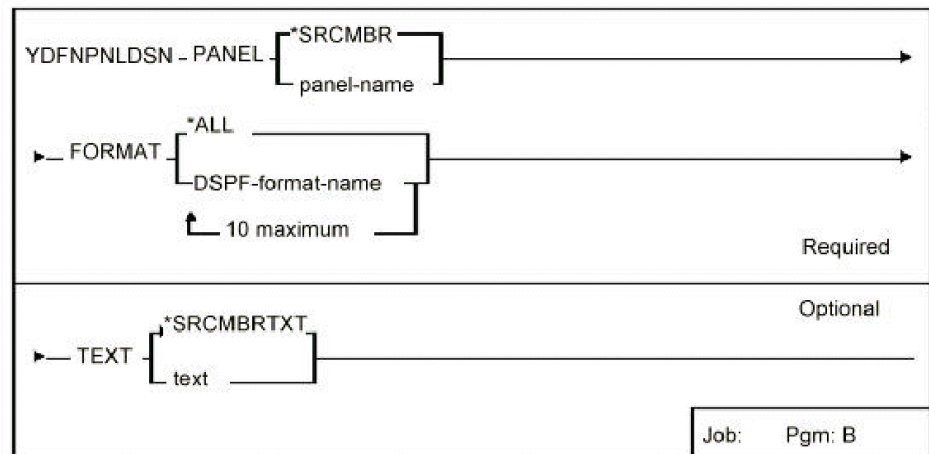 *SRCMBR
YDFNPNLDSN - PANEL
panel-name
*ALL
FORMAT
DSPF-format-name
10 maximum
Required
Optional
*SRCMBRTXT
TEXT
text
Job: Pgm: B